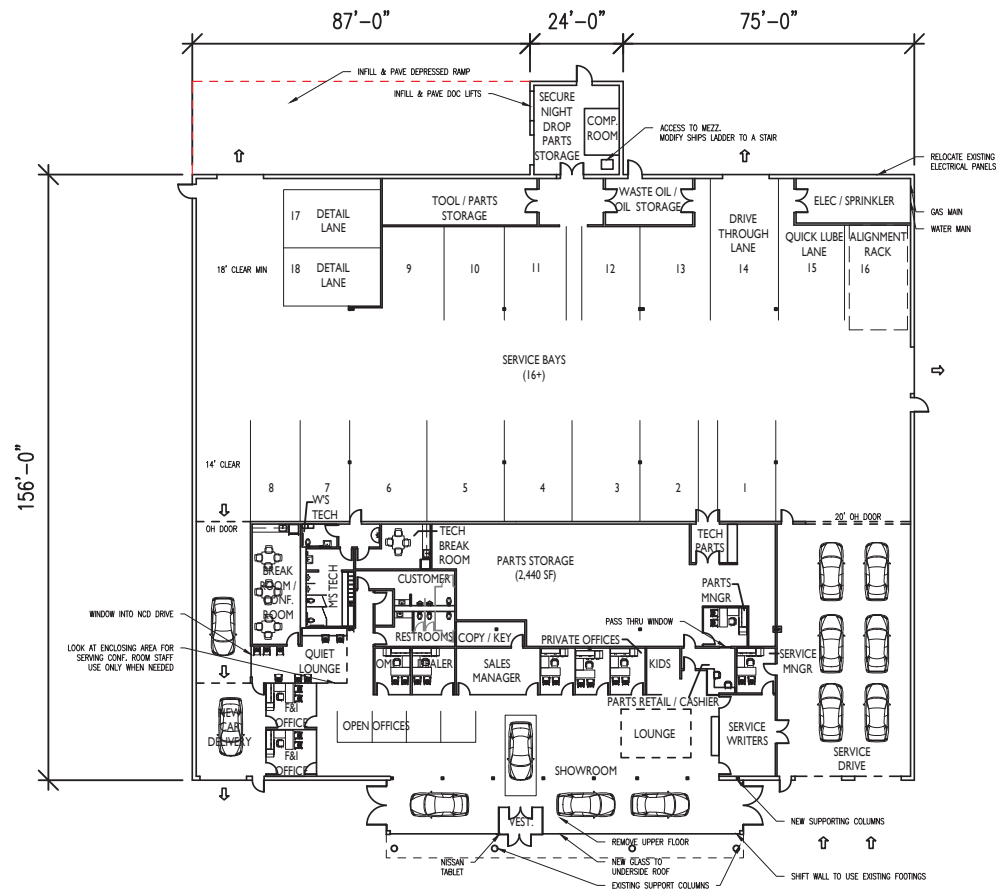 87'-0"
24'-0"
75'-0"
156'-0"
INFILL & PAVE DEPRESSED RAMP
INFILL & PAVE DOC LIFTS
SECURE
NIGHT
DROP
PARTS
STORAGE
COMP.
ROOM
ACCESS TO MEZZ.
MODIFY SHIPS LADDER TO A STAIR
RELOCATE EXISTING
ELECTRICAL PANELS
GAS MAIN
WATER MAIN
17 DETAIL
LANE
18 DETAIL
LANE
18' CLEAR MIN
TOOL / PARTS
STORAGE
WASTE OIL /
OIL STORAGE
DRIVE
THROUGH
LANE
14
ELEC / SPRINKLER
QUICK LUBE
LANE
15
ALIGNMENT
RACK
16
9
10
11
12
13
SERVICE BAYS
(16+)
14' CLEAR
8
7
6
5
4
3
2
1
W'S
TECH
OH DOOR
20' OH DOOR
BREAK
ROOM /
CONF.
ROOM
M'S TECH
TECH
BREAK
ROOM
PARTS STORAGE
(2,440 SF)
TECH
PARTS
CUSTOMER
RESTROOMS
COPY / KEY
PARTS
MNGR
PASS THRU WINDOW
PRIVATE OFFICES
WINDOW INTO NCD DRIVE
LOOK AT ENCLOSING AREA FOR
SERVING CONF. ROOM STAFF
USE ONLY WHEN NEEDED
QUIET
LOUNGE
OM
DEALER
SALES
MANAGER
KIDS
SERVICE
MNGR
PARTS RETAIL / CASHIER
F&I
OFFICE
F&I
OFFICE
NEW
CAR
DELIVERY
OPEN OFFICES
LOUNGE
SERVICE
WRITERS
SERVICE
DRIVE
SHOWROOM
VEST.
NISSAN
TABLET
REMOVE UPPER FLOOR
NEW GLASS TO
UNDERSIDE ROOF
EXISTING SUPPORT COLUMNS
NEW SUPPORTING COLUMNS
SHIFT WALL TO USE EXISTING FOOTINGS